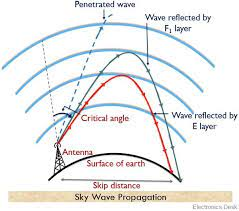 Penetrated wave
Wave reflected by
F₁ layer
Wave reflected by
E layer
Critical angle
Antenna
Surface of earth
Skip distance
Sky Wave Propagation
Electronics Desk